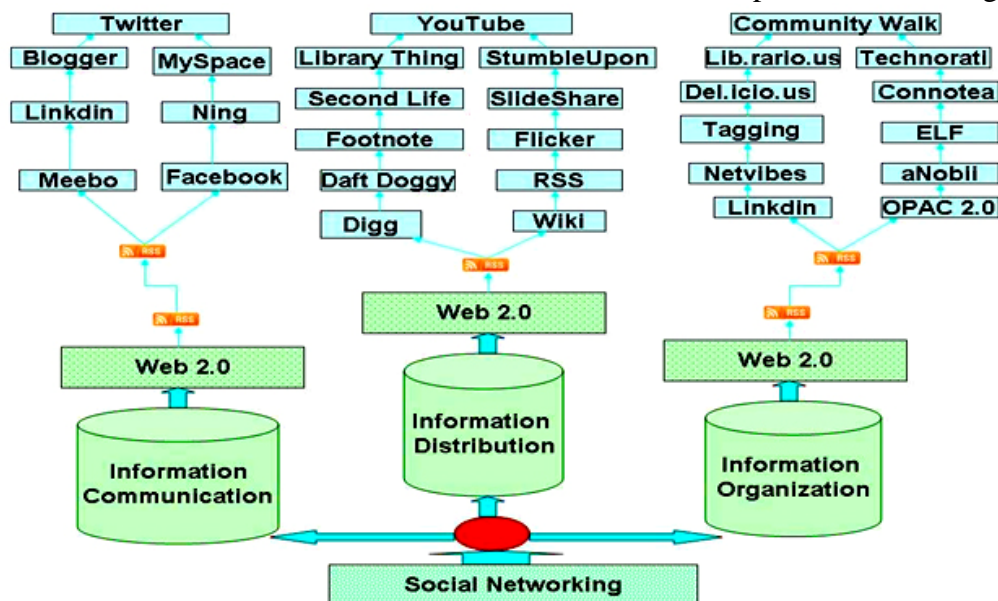 Twitter
Blogger
MySpace
Linkdin
Ning
Meebo
Facebook
RSS
RSS
Web 2.0
Information
Communication
YouTube
Library Thing
StumbleUpon
Second Life
SlideShare
Footnote
Flicker
Daft Doggy
RSS
Digg
Wiki
RSS
Web 2.0
Information
Distribution
Community Walk
Lib.rario.us
Technorati
Del.icio.us
Connotea
Tagging
ELF
Netvibes
aNobii
Linkdin
OPAC 2.0
RSS
RSS
Web 2.0
Information
Organization
Social Networking